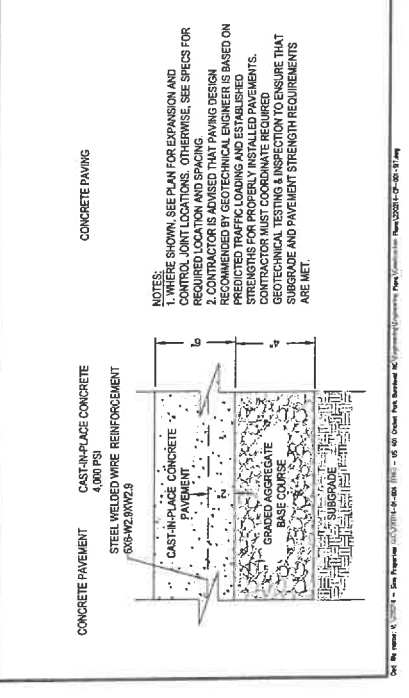 CONCRETE PAVING
CONCRETE PAVEMENT
CAST-IN-PLACE CONCRETE
4,000 PSI
STEEL WELDED WIRE REINFORCEMENT
6X6-W2.9XW2.9
CAST-IN-PLACE CONCRETE
PAVEMENT
2"
6"
GRADED AGGREGATE
BASE COURSE
4"
SUBGRADE
NOTES:
1. WHERE SHOWN, SEE PLAN FOR EXPANSION AND
CONTROL JOINT LOCATIONS. OTHERWISE, SEE SPECS FOR
REQUIRED LOCATION AND SPACING.
2. CONTRACTOR IS ADVISED THAT PAVING DESIGN
RECOMMENDED BY GEOTECHNICAL ENGINEER IS BASED ON
PREDICTED TRAFFIC LOADING AND ESTABLISHED
STRENGTHS FOR PROPERLY INSTALLED PAVEMENTS.
CONTRACTOR MUST COORDINATE REQUIRED
GEOTECHNICAL TESTING & INSPECTION TO ENSURE THAT
SUBGRADE AND PAVEMENT STRENGTH REQUIREMENTS
ARE MET.